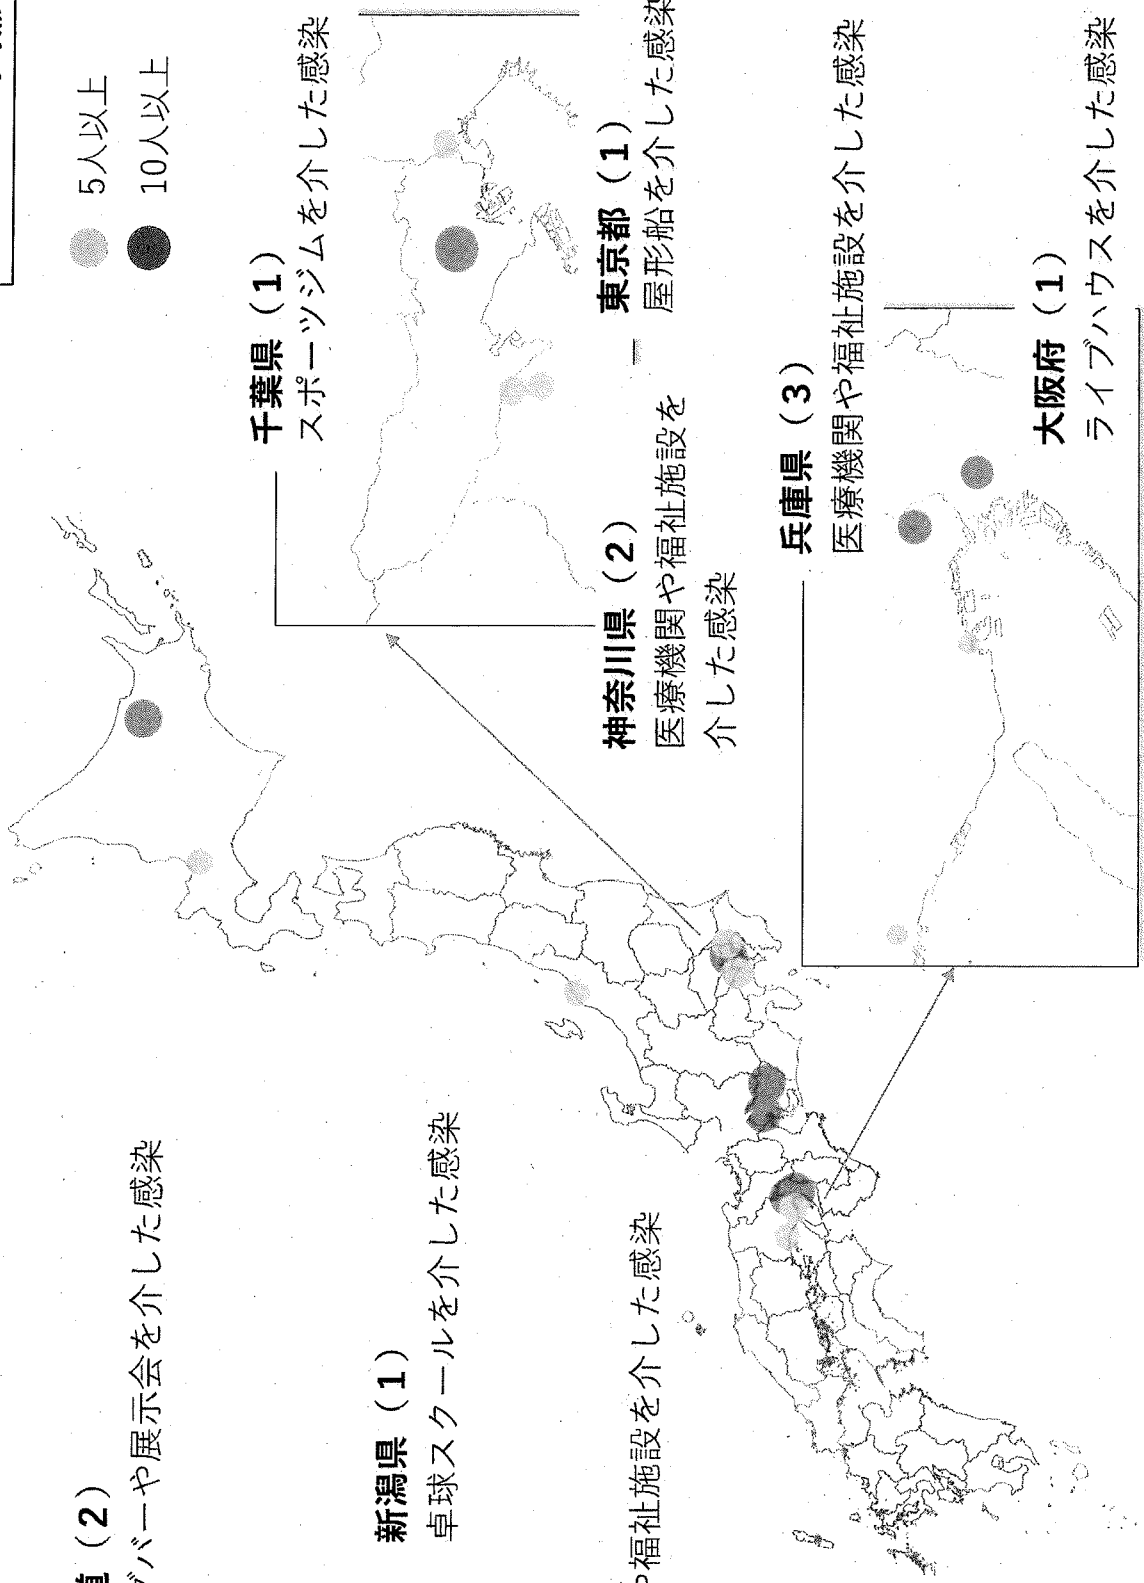 5人以上
10人以上
道（2）
バーや展示会を介した感染
新潟県（1）
卓球スクールを介した感染
や福祉施設を介した感染
千葉県（1）
スポーツジムを介した感染
東京都（1）
屋形船を介した感染
神奈川県（2）
医療機関や福祉施設を
介した感染
兵庫県（3）
医療機関や福祉施設を介した感染
大阪府（1）
ライブハウスを介した感染